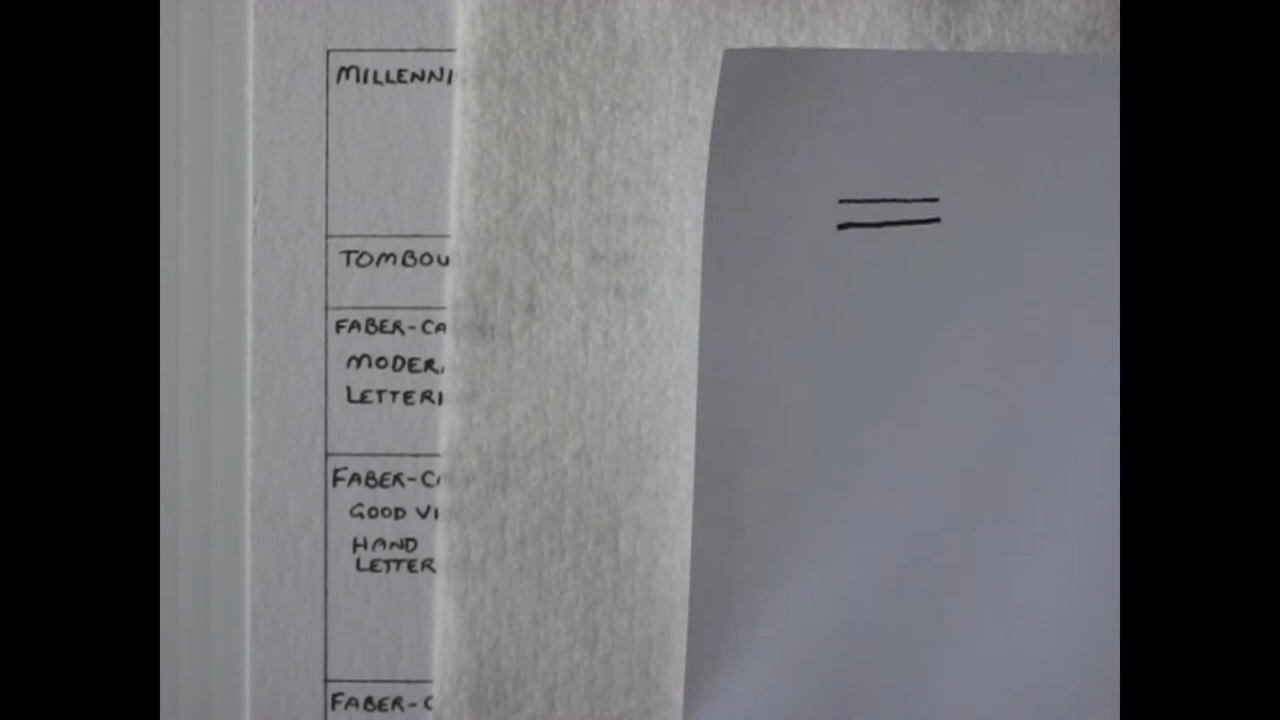 MILLENNI
TOMBOU
FABER-CA
MODER
LETTERI
FABER-C
GOOD VI
HAND
LETTER
FABER-C